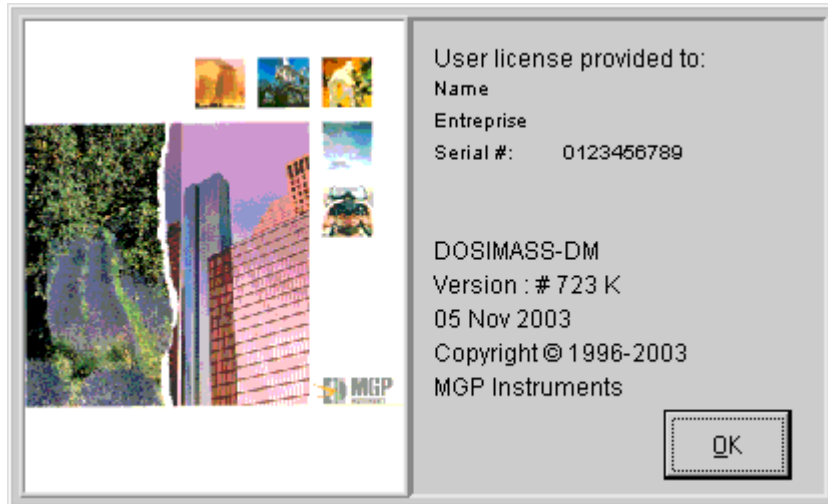 User license provided to:
Name
Entreprise
Serial #: 0123456789
DOSIMASS-DM
Version : # 723 K
05 Nov 2003
Copyright © 1996-2003
MGP Instruments
OK
MGP